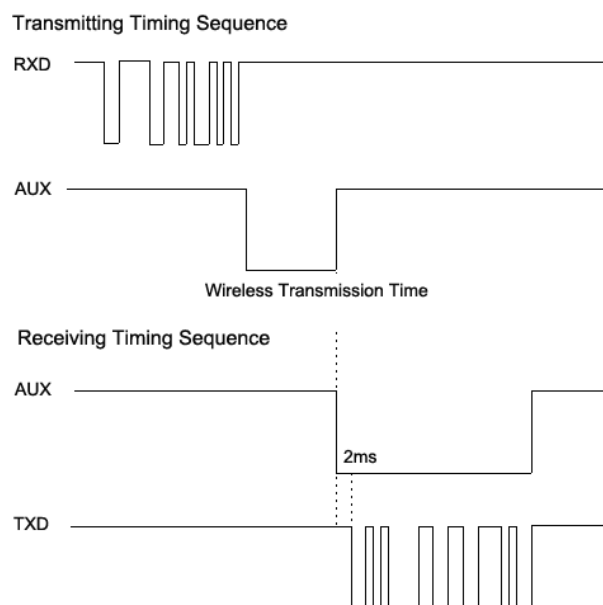 Transmitting Timing Sequence
RXD
AUX
Wireless Transmission Time
Receiving Timing Sequence
AUX
2ms
TXD